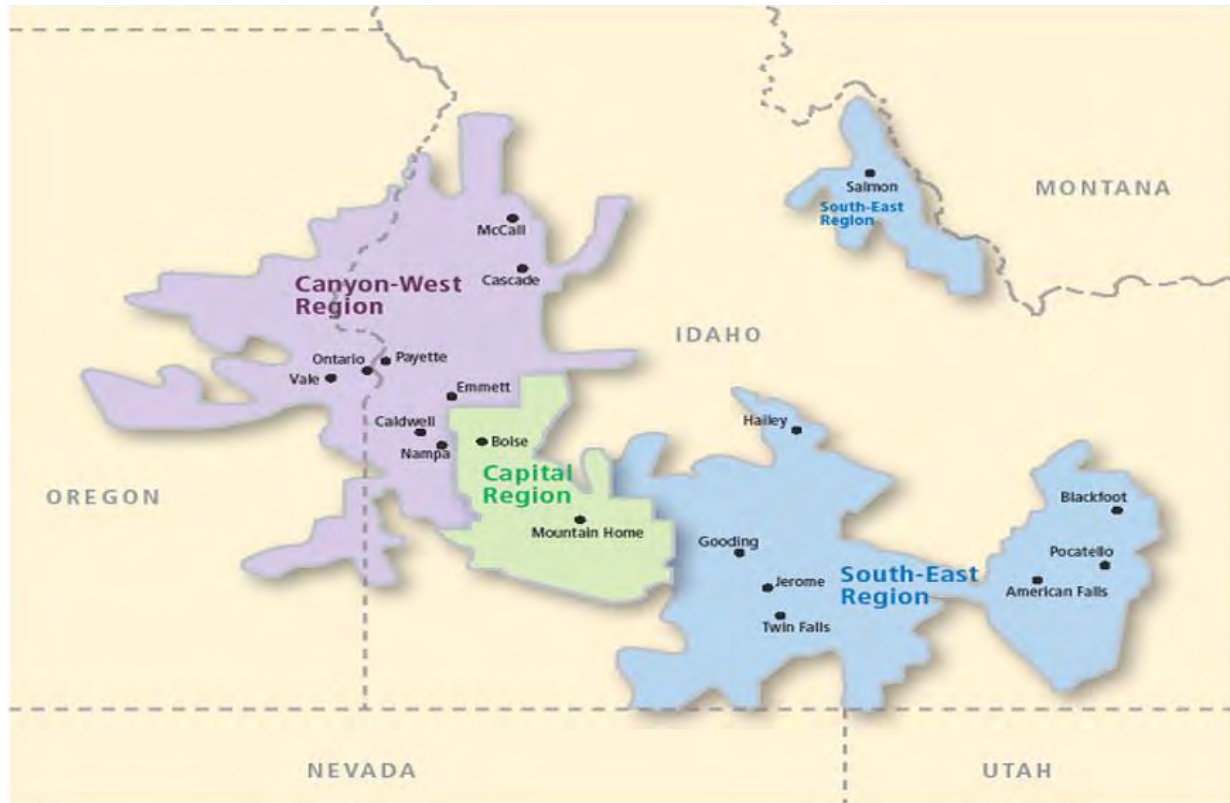 Salmon
South-East
Region
MONTANA
McCall
Cascade
Canyon-West
Region
IDAHO
Ontario
Payette
Vale
Emmett
Caldwell
Nampa
Boise
Hailey
Capital
Region
OREGON
Mountain Home
Blackfoot
Gooding
Pocatello
South-East
Region
Jerome
American Falls
Twin Falls
NEVADA
UTAH